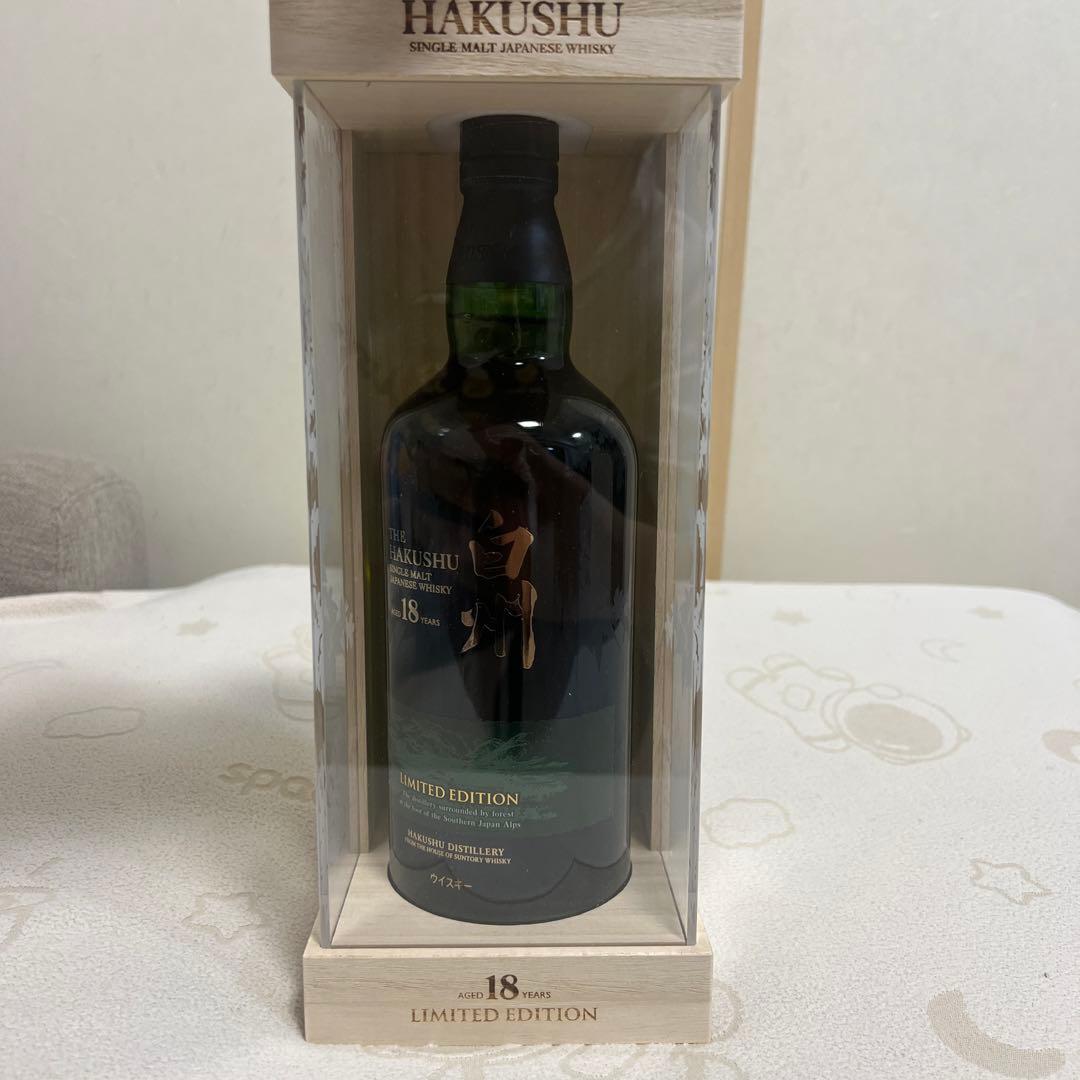 HAKUSHU
SINGLE MALT JAPANESE WHISKY
THE
HAKUSHU
SINGLE MALT
JAPANESE WHISKY
AGED 18 YEARS
白州
LIMITED EDITION
The distillery surrounded by forest
at the foot of the Southern Japan Alps
HAKUSHU DISTILLERY
FROM THE HOUSE OF SUNTORY WHISKY
ウイスキー
AGED 18 YEARS
LIMITED EDITION